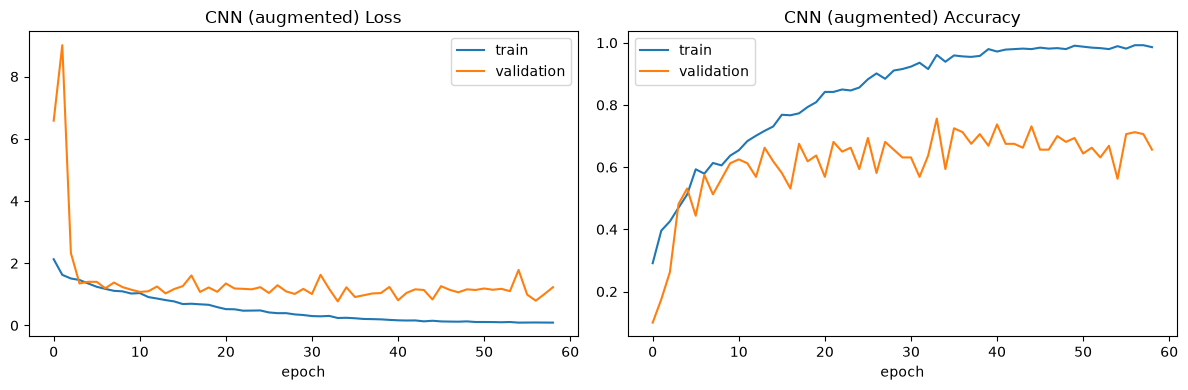 CNN (augmented) Loss
train
validation
8
6
4
2
0
0 10 20 30 40 50 60
epoch
CNN (augmented) Accuracy
train
validation
1.0
0.8
0.6
0.4
0.2
0 10 20 30 40 50 60
epoch